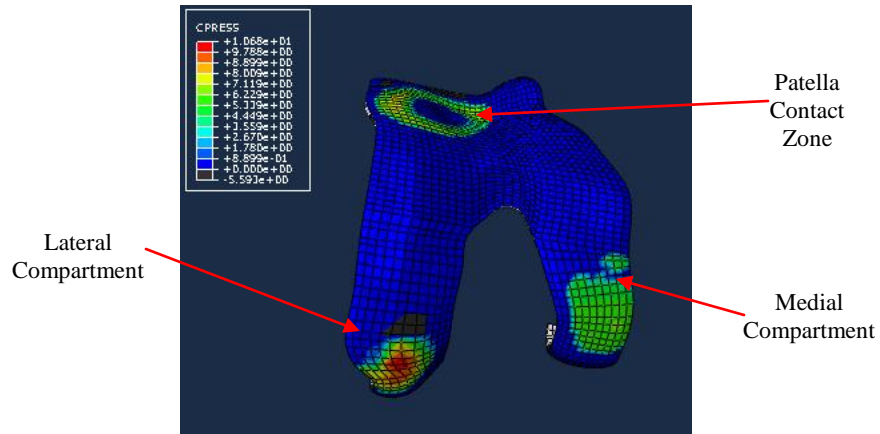 CPRESS
+1.068e+01
+9.788e+00
+8.899e+00
+8.009e+00
+7.119e+00
+6.229e+00
+5.339e+00
+4.449e+00
+3.559e+00
+2.670e+00
+1.780e+00
+8.899e-01
+0.000e+00
-5.593e+00
Patella
Contact
Zone
Lateral
Compartment
Medial
Compartment